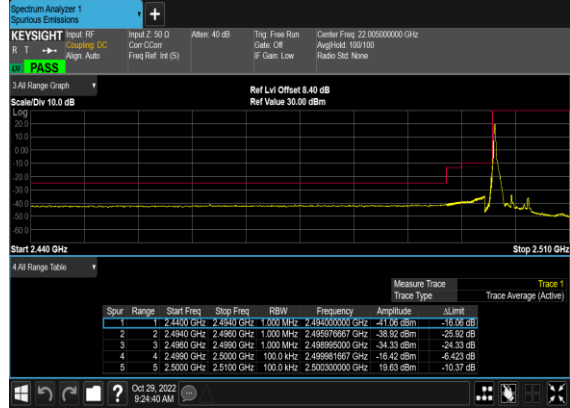 Spectrum Analyzer 1
Spurious Emissions
KEYSIGHT Input: RF Input Z: 50 Ω Atten: 40 dB Trig: Free Run Center Freq: 22.005000000 GHz
R T Coupling: DC Corr CCorr Gate: Off Avg|Hold: 100/100
Align: Auto Freq Ref: Int (S) IF Gain: Low Radio Std: None
PASS
3 All Range Graph
Ref Lvl Offset 8.40 dB
Scale/Div 10.0 dB Ref Value 30.00 dBm
Log
20.0
10.0
0.00
-10.0
-20.0
-30.0
-40.0
-50.0
-60.0
Start 2.440 GHz Stop 2.510 GHz
4 All Range Table
Measure Trace Trace 1
Trace Type Trace Average (Active)
Spur Range Start Freq Stop Freq RBW Frequency Amplitude ΔLimit
1 1 2.4400 GHz 2.4940 GHz 1.000 MHz 2.494000000 GHz -41.06 dBm -16.06 dB
2 2 2.4940 GHz 2.4960 GHz 1.000 MHz 2.495976667 GHz -38.92 dBm -25.92 dB
3 3 2.4960 GHz 2.4990 GHz 1.000 MHz 2.498995000 GHz -34.33 dBm -24.33 dB
4 4 2.4990 GHz 2.5000 GHz 100.0 kHz 2.499981667 GHz -16.42 dBm -6.423 dB
5 5 2.5000 GHz 2.5100 GHz 100.0 kHz 2.500300000 GHz 19.63 dBm -10.37 dB
Oct 29, 2022
9:24:40 AM